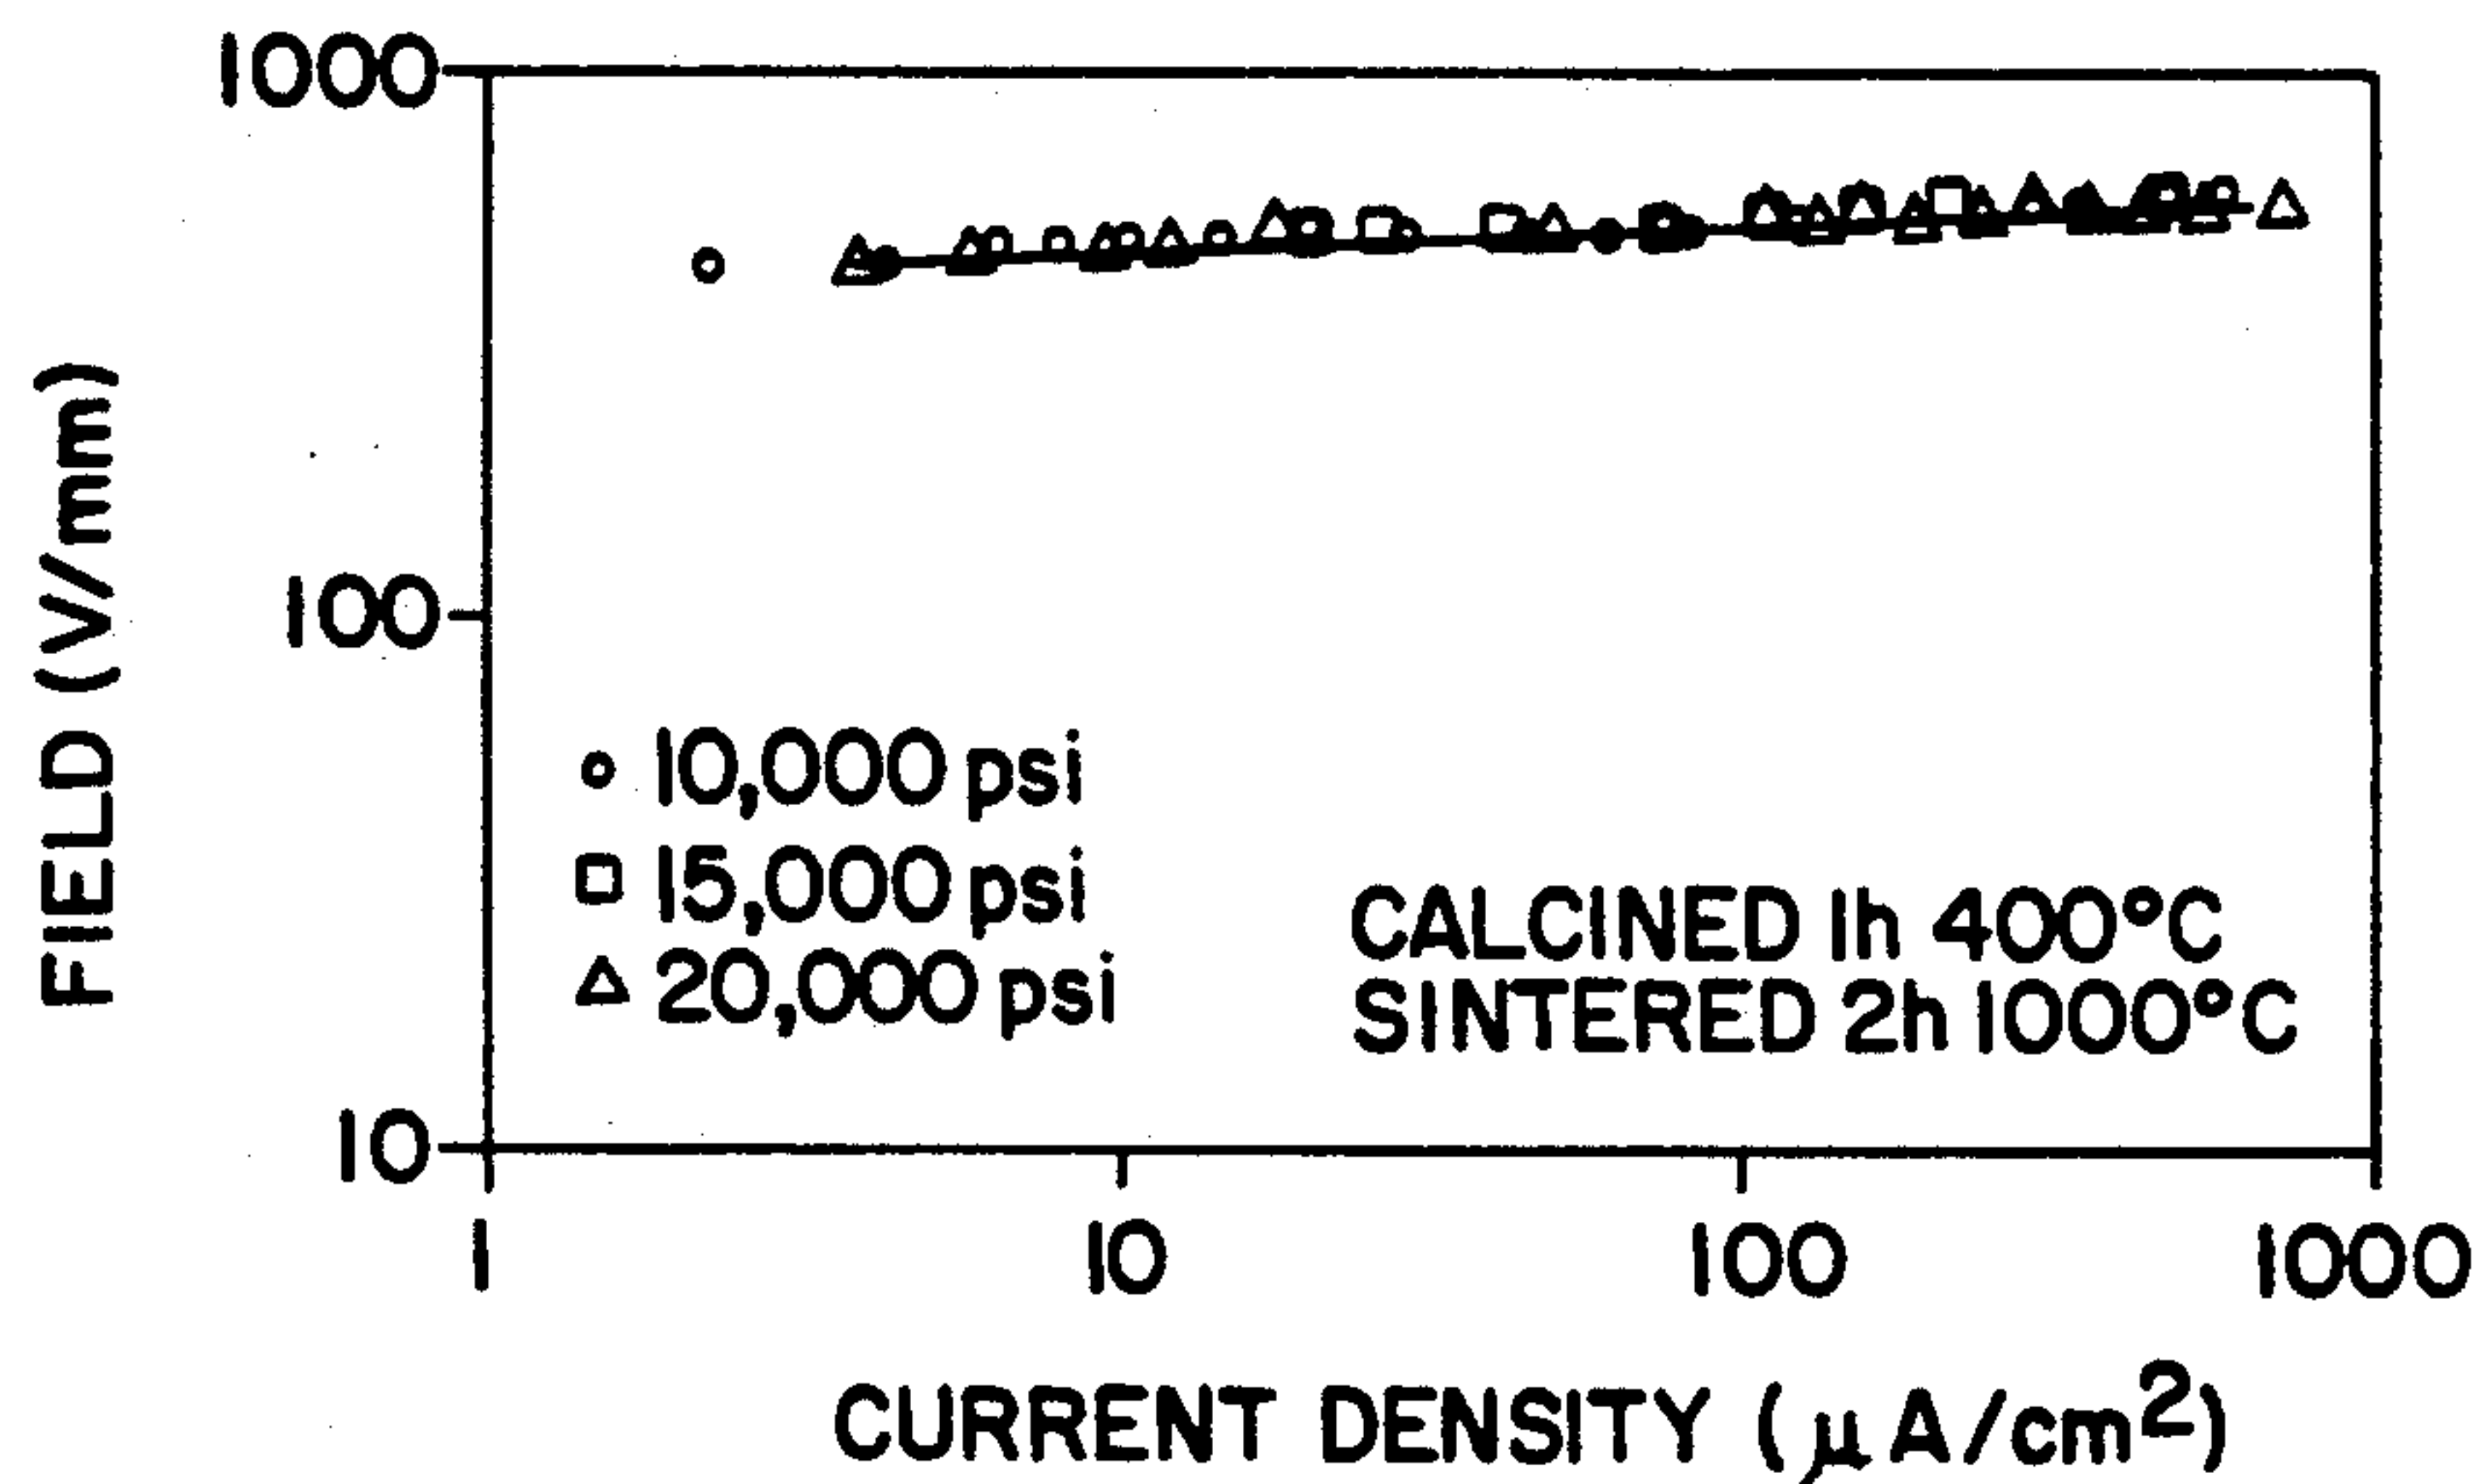 1000
100
10
FIELD (V/mm)
10,000 psi
15,000 psi
20,000 psi
CALCINED 1h 400°C
SINTERED 2h 1000°C
1 10 100 1000
CURRENT DENSITY (μA/cm²)